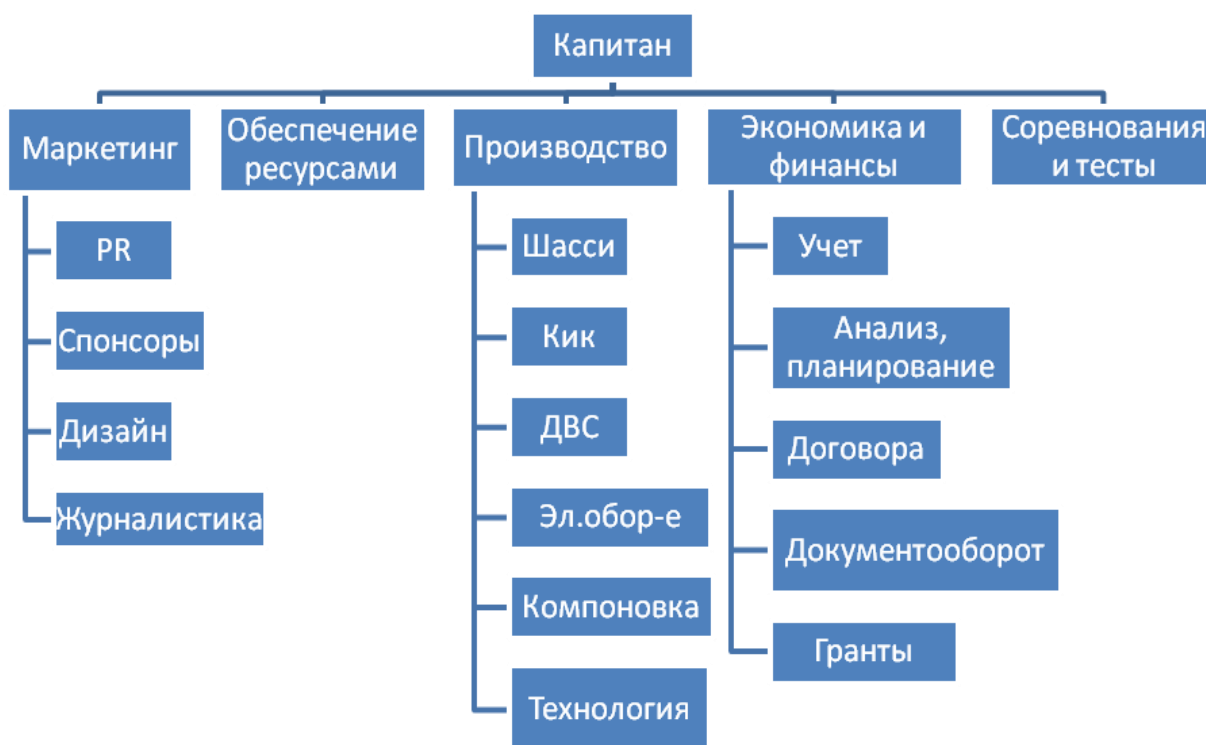 Капитан
Маркетинг
Обеспечение
ресурсами
Производство
Экономика и
финансы
Соревнования
и тесты
PR
Спонсоры
Дизайн
Журналистика
Шасси
Кик
ДВС
Эл.обор-е
Компоновка
Технология
Учет
Анализ,
планирование
Договора
Документооборот
Гранты